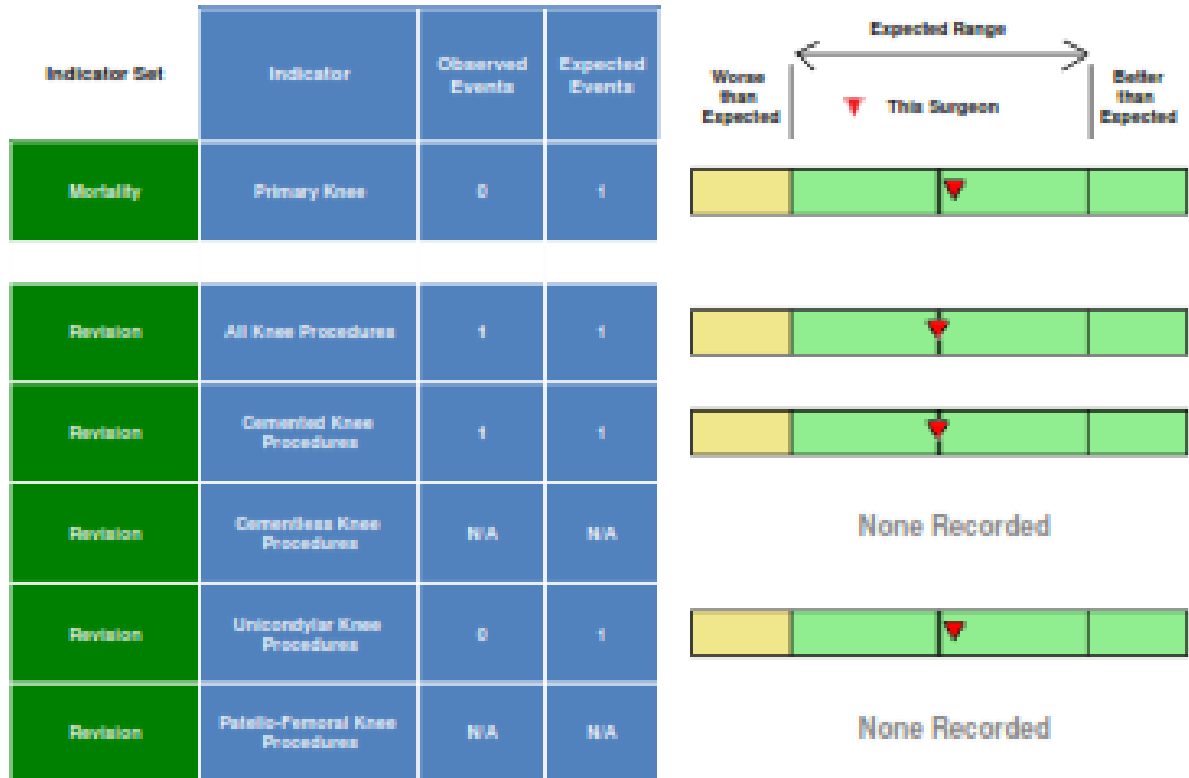 Expected Range
Indicator Set
Indicator
Observed
Events
Expected
Events
Worse
than
Expected
This Surgeon
Better
than
Expected
Mortality
Primary Knee
0
1
Revision
All Knee Procedures
1
1
Revision
Cemented Knee
Procedures
1
1
Revision
Cementless Knee
Procedures
N/A
N/A
None Recorded
Revision
Unicondylar Knee
Procedures
0
1
Revision
Patello-Femoral Knee
Procedures
N/A
N/A
None Recorded